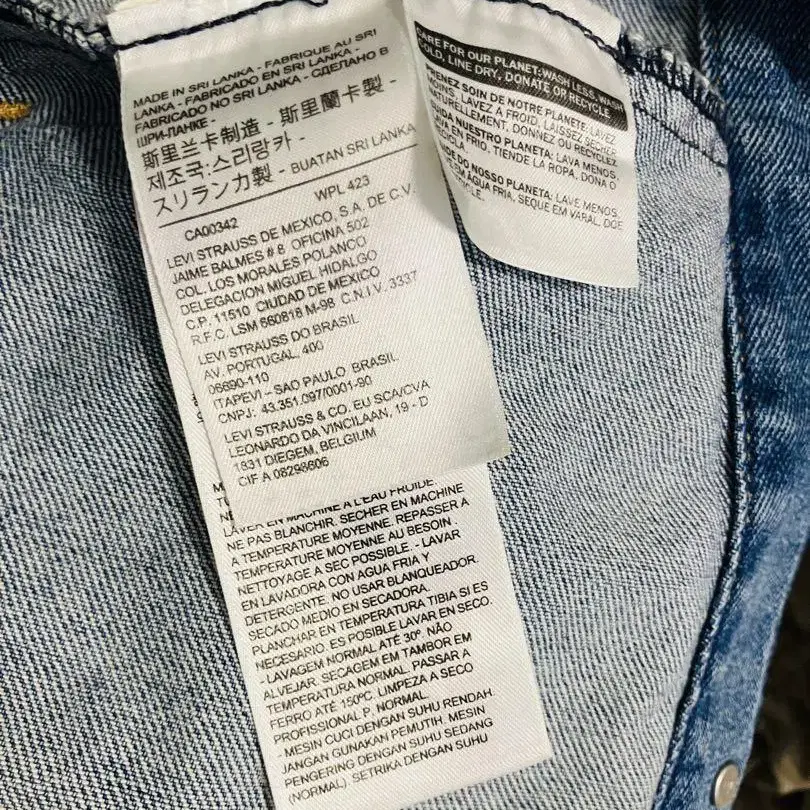 MADE IN SRI LANKA - FABRIQUE AU SRI
LANKA - FABRICADO EN SRI LANKA -
FABRICADO NO SRI LANKA - СДЕЛАНО В
ШРИ-ЛАНКЕ -
斯里兰卡制造 - 斯里蘭卡製 -
제조국:스리랑카 -
スリランカ製 - BUATAN SRI LANKA
CA00342 WPL 423
LEVI STRAUSS DE MEXICO, S.A. DE C.V.
JAIME BALMES # 8 OFICINA 502
COL. LOS MORALES POLANCO
DELEGACION MIGUEL HIDALGO
C.P. 11510 CIUDAD DE MEXICO
R.F.C. LSM 660818 M-98 C.N.I.V. 3337
LEVI STRAUSS DO BRASIL
AV. PORTUGAL, 400
06690-110
ITAPEVI – SAO PAULO BRASIL
CNPJ: 43.351.097/0001-90
LEVI STRAUSS & CO. EU SCA/CVA
LEONARDO DA VINCILAAN, 19 - D
1831 DIEGEM, BELGIUM
CIF A 08298606
CARE FOR OUR PLANET: WASH LESS, WASH
COLD, LINE DRY, DONATE OR RECYCLE
PRENEZ SOIN DE NOTRE PLANETE: LAVEZ
MOINS, LAVEZ À FROID, LAISSEZ SÉCHER
NATURELLEMENT, DONNEZ OU RECYCLEZ
CUIDA NUESTRO PLANETA: LAVA MENOS,
EN FRIO, TIENDE LA ROPA, DONA O
RECYCLA
CUIDE DO NOSSO PLANETA: LAVE MENOS,
EM ÁGUA FRIA, SEQUE EM VARAL, DOE
LAVER EN MACHINE A L'EAU FROIDE.
NE PAS BLANCHIR. SECHER EN MACHINE
A TEMPERATURE MOYENNE. REPASSER A
TEMPERATURE MOYENNE AU BESOIN .
NETTOYAGE A SEC POSSIBLE. - LAVAR
EN LAVADORA CON AGUA FRIA Y
DETERGENTE. NO USAR BLANQUEADOR.
SECADO MEDIO EN SECADORA.
PLANCHAR EN TEMPERATURA TIBIA SI ES
NECESARIO. ES POSIBLE LAVAR EN SECO.
- LAVAGEM NORMAL ATÉ 30º. NÃO
ALVEJAR. SECAGEM EM TAMBOR EM
TEMPERATURA NORMAL. PASSAR A
FERRO ATÉ 150ºC. LIMPEZA A SECO
PROFISSIONAL P. NORMAL.
- MESIN CUCI DENGAN SUHU RENDAH.
JANGAN GUNAKAN PEMUTIH. MESIN
PENGERING DENGAN SUHU SEDANG
(NORMAL). SETRIKA DENGAN SUHU